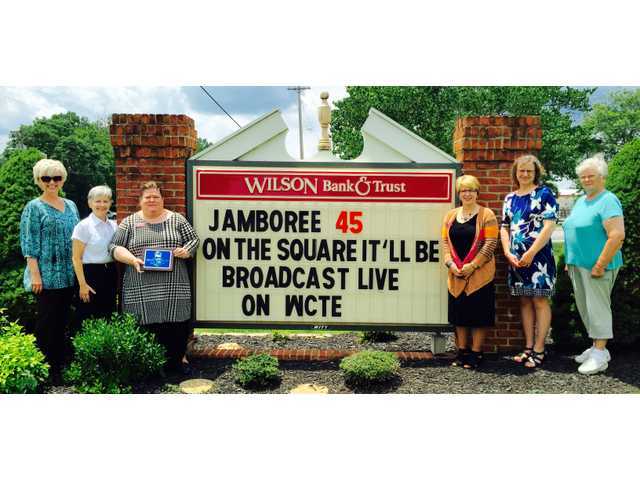 WILSON BANK & TRUST
JAMBOREE 45
ON THE SQUARE IT'LL BE
BROADCAST LIVE
ON WCTE